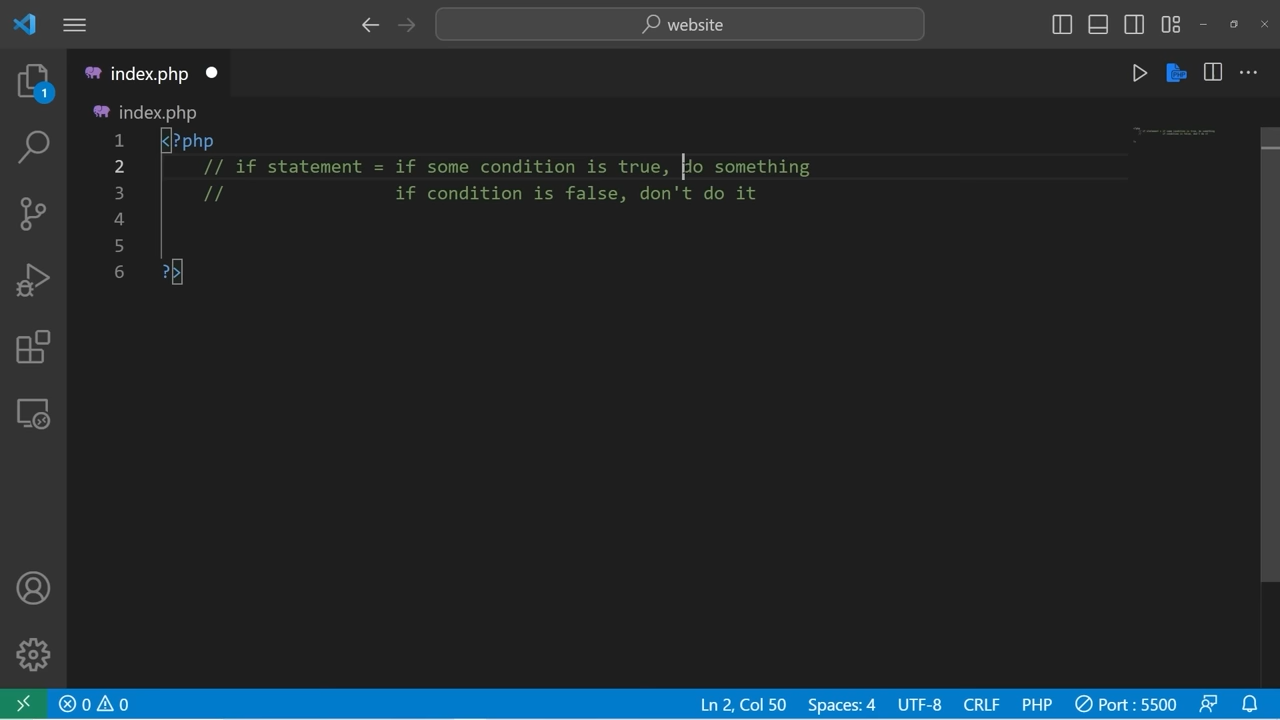 website
index.php
index.php
1 <?php
2 // if statement = if some condition is true, do something
3 // if condition is false, don't do it
4
5
6 ?>
1
0 0 Ln 2, Col 50 Spaces: 4 UTF-8 CRLF PHP Port : 5500